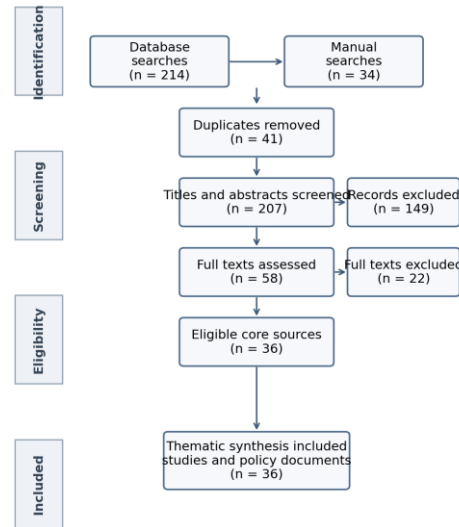 Identification
Database
searches
(n = 214)
Manual
searches
(n = 34)
Duplicates removed
(n = 41)
Screening
Titles and abstracts screened
(n = 207)
Records excluded
(n = 149)
Full texts assessed
(n = 58)
Full texts excluded
(n = 22)
Eligibility
Eligible core sources
(n = 36)
Included
Thematic synthesis included
studies and policy documents
(n = 36)